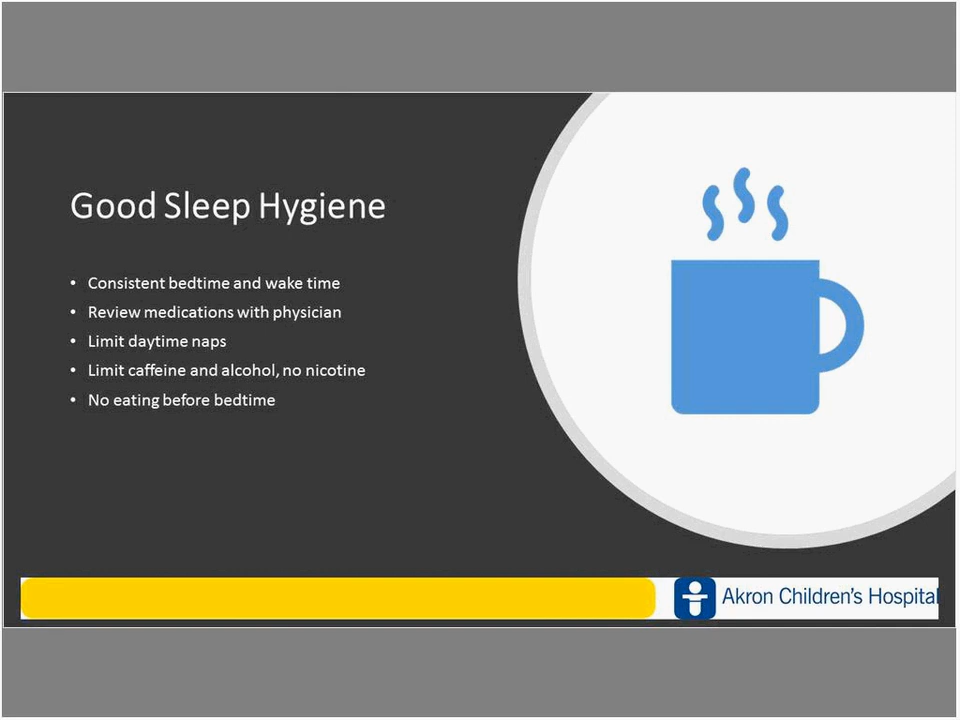 Good Sleep Hygiene
• Consistent bedtime and wake time
• Review medications with physician
• Limit daytime naps
• Limit caffeine and alcohol, no nicotine
• No eating before bedtime
Akron Children's Hospital